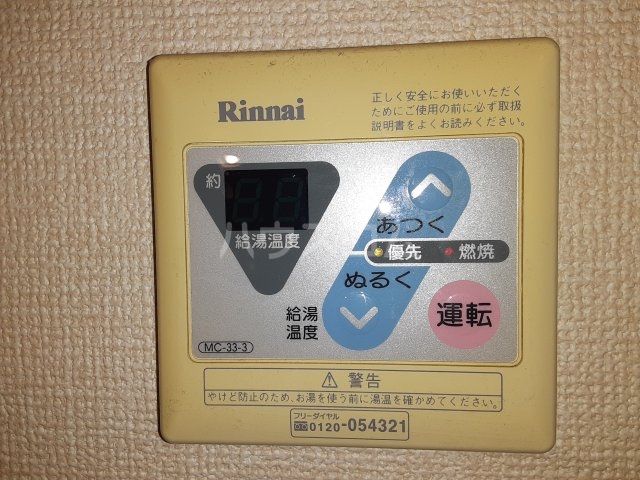 Rinnai
正しく安全にお使いいただく
ためにご使用の前に必ず取扱
説明書をよくお読みください。
約
給湯温度
あつく
優先 燃焼
ぬるく
給湯
温度
運転
MC-33-3
⚠ 警告
やけど防止のため、お湯を使う前に湯温を確かめてください。
フリーダイヤル
0120-054321